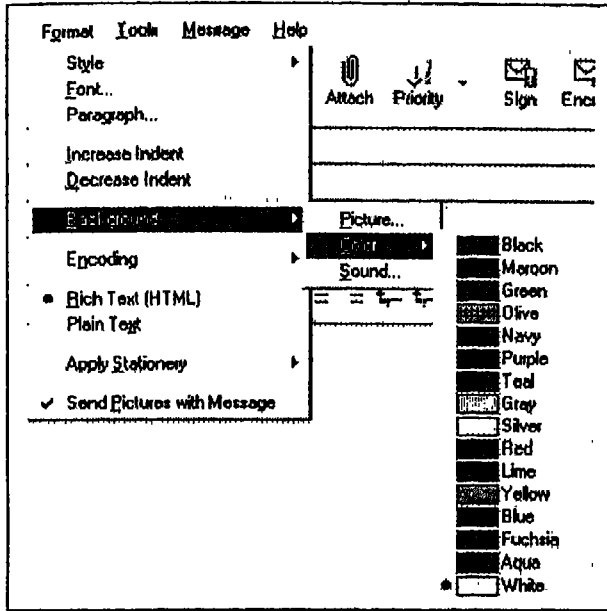 Format Tools Message Help
Style
Font...
Paragraph...
Increase Indent
Decrease Indent
Background
Encoding
Rich Text (HTML)
Plain Text
Apply Stationery
Send Pictures with Message
Attach Priority Sign
Picture...
Color
Sound...
Black
Maroon
Green
Olive
Navy
Purple
Teal
Gray
Silver
Red
Lime
Yellow
Blue
Fuchsia
Aqua
White